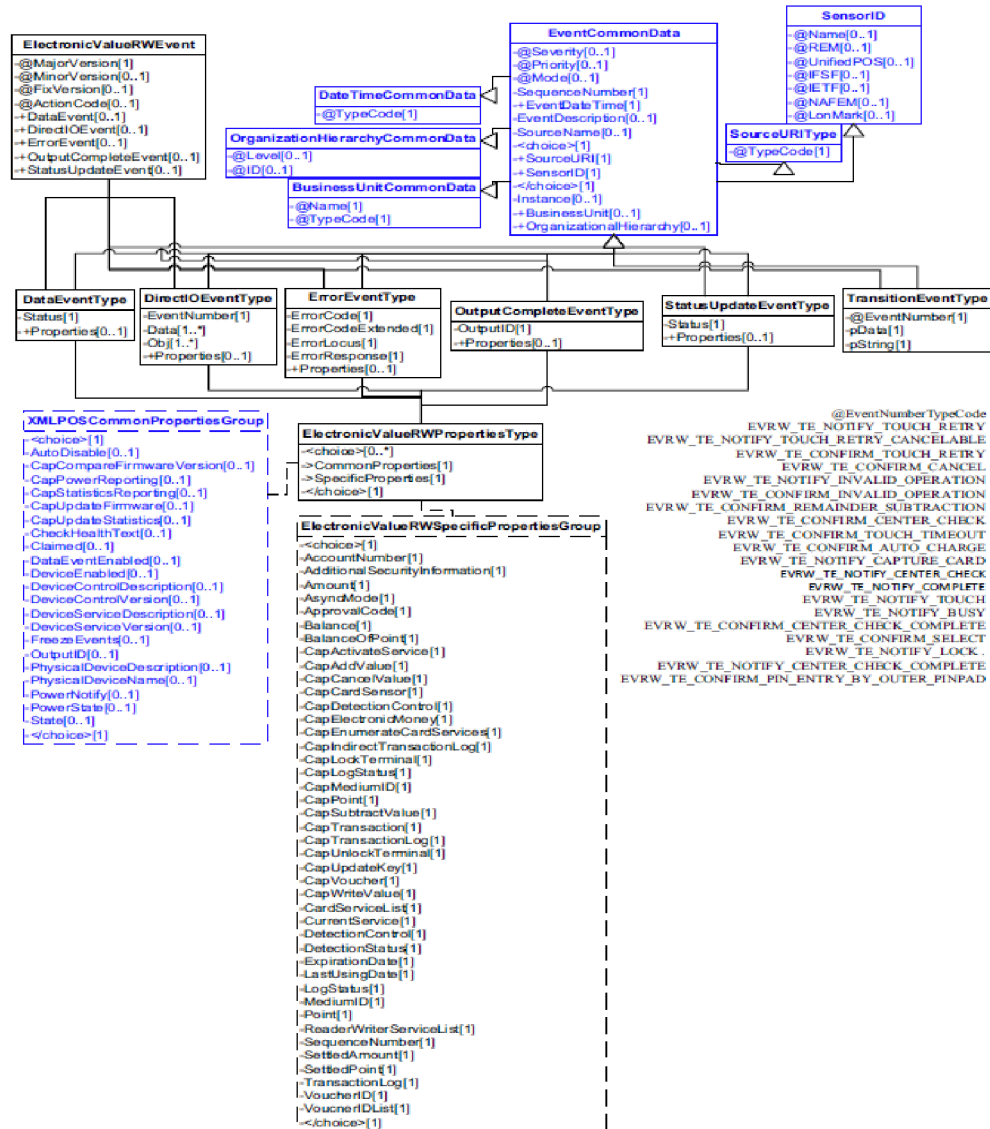 ElectronicValueRWEvent
-@MajorVersion[1]
-@MinorVersion[0..1]
-@FixVersion[0..1]
-@ActionCode[0..1]
-+DataEvent[0..1]
-+DirectIOEvent[0..1]
-+ErrorEvent[0..1]
-+OutputCompleteEvent[0..1]
-+StatusUpdateEvent[0..1]
EventCommonData
-@Severity[0..1]
-@Priority[0..1]
-@Mode[0..1]
-SequenceNumber[1]
-+EventDateTime[1]
-EventDescription[0..1]
-SourceName[0..1]
-<choice>[1]
-+SourceURI[1]
-+SensorID[1]
-</choice>[1]
-Instance[0..1]
-+BusinessUnit[0..1]
-+OrganizationalHierarchy[0..1]
SensorID
-@Name[0..1]
-@REM[0..1]
-@UnifiedPOS[0..1]
-@IFSF[0..1]
-@IETF[0..1]
-@NAFEM[0..1]
-@LonMark[0..1]
DateTimeCommonData
-@TypeCode[1]
OrganizationHierarchyCommonData
-@Level[0..1]
-@ID[0..1]
BusinessUnitCommonData
-@Name[1]
-@TypeCode[1]
SourceURIType
-@TypeCode[1]
DataEventType
-Status[1]
-+Properties[0..1]
DirectIOEventType
-EventNumber[1]
-Data[1..*]
-Obj[1..*]
-+Properties[0..1]
ErrorEventType
-ErrorCode[1]
-ErrorCodeExtended[1]
-ErrorLocus[1]
-ErrorResponse[1]
-+Properties[0..1]
OutputCompleteEventType
-OutputID[1]
-+Properties[0..1]
StatusUpdateEventType
-Status[1]
-+Properties[0..1]
TransitionEventType
-@EventNumber[1]
-pData[1]
-pString[1]
XMLPOSCommonPropertiesGroup
-<choice>[1]
-AutoDisable[0..1]
-CapCompareFirmwareVersion[0..1]
-CapPowerReporting[0..1]
-CapStatisticsReporting[0..1]
-CapUpdateFirmware[0..1]
-CapUpdateStatistics[0..1]
-CheckHealthText[0..1]
-Claimed[0..1]
-DataEventEnabled[0..1]
-DeviceEnabled[0..1]
-DeviceControlDescription[0..1]
-DeviceControlVersion[0..1]
-DeviceServiceDescription[0..1]
-DeviceServiceVersion[0..1]
-FreezeEvents[0..1]
-OutputID[0..1]
-PhysicalDeviceDescription[0..1]
-PhysicalDeviceName[0..1]
-PowerNotify[0..1]
-PowerState[0..1]
-State[0..1]
-</choice>[1]
ElectronicValueRWPropertiesType
-<choice>[0..*]
->CommonProperties[1]
->SpecificProperties[1]
-</choice>[1]
ElectronicValueRWSpecificPropertiesGroup
-<choice>[1]
-AccountNumber[1]
-AdditionalSecurityInformation[1]
-Amount[1]
-AsyndMode[1]
-ApprovalCode[1]
-Balance[1]
-BalanceOfPoint[1]
-CapActivateService[1]
-CapAddValue[1]
-CapCancelValue[1]
-CapCardSensor[1]
-CapDetectionControl[1]
-CapElectronicMoney[1]
-CapEnumerateCardServices[1]
-CapIndirectTransactionLog[1]
-CapLockTerminal[1]
-CapLogStatus[1]
-CapMediumID[1]
-CapPoint[1]
-CapSubtractValue[1]
-CapTransaction[1]
-CapTransactionLog[1]
-CapUnlockTerminal[1]
-CapUpdateKey[1]
-CapVoucher[1]
-CapWriteValue[1]
-CardServiceList[1]
-CurrentService[1]
-DetectionControl[1]
-DetectionStatus[1]
-ExpirationDate[1]
-LastUsingDate[1]
-LogStatus[1]
-MediumID[1]
-Point[1]
-ReaderWriterServiceList[1]
-SequenceNumber[1]
-SettledAmount[1]
-SettledPoint[1]
-TransactionLog[1]
-VoucherID[1]
-VoucnerIDList[1]
-</choice>[1]
@EventNumberTypeCode
EVRW_TE_NOTIFY_TOUCH_RETRY
EVRW_TE_NOTIFY_TOUCH_RETRY_CANCELABLE
EVRW_TE_CONFIRM_TOUCH_RETRY
EVRW_TE_CONFIRM_CANCEL
EVRW_TE_NOTIFY_INVALID_OPERATION
EVRW_TE_CONFIRM_INVALID_OPERATION
EVRW_TE_CONFIRM_REMAINDER_SUBTRACTION
EVRW_TE_CONFIRM_CENTER_CHECK
EVRW_TE_CONFIRM_TOUCH_TIMEOUT
EVRW_TE_CONFIRM_AUTO_CHARGE
EVRW_TE_NOTIFY_CAPTURE_CARD
EVRW_TE_NOTIFY_CENTER_CHECK
EVRW_TE_NOTIFY_COMPLETE
EVRW_TE_NOTIFY_TOUCH
EVRW_TE_NOTIFY_BUSY
EVRW_TE_CONFIRM_CENTER_CHECK_COMPLETE
EVRW_TE_CONFIRM_SELECT
EVRW_TE_NOTIFY_LOCK .
EVRW_TE_NOTIFY_CENTER_CHECK_COMPLETE
EVRW_TE_CONFIRM_PIN_ENTRY_BY_OUTER_PINPAD